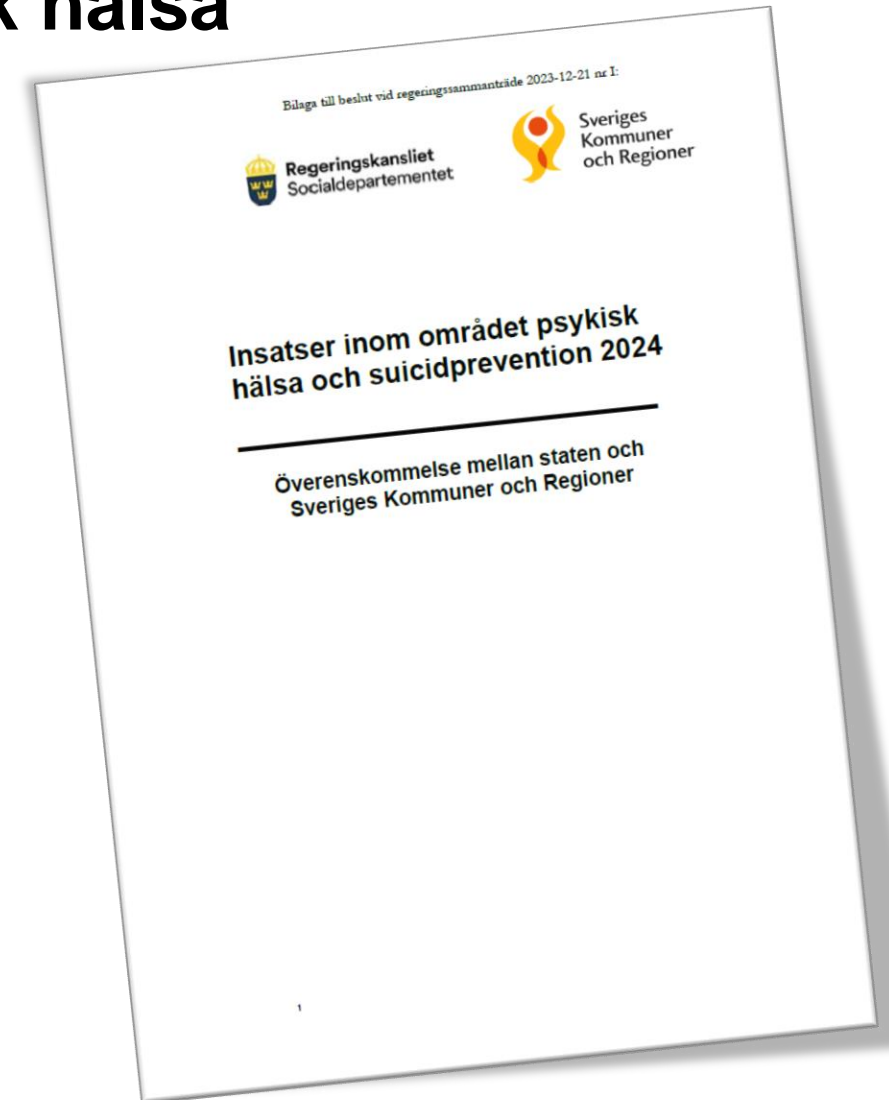 k hälsa
Bilaga till beslut vid regeringssammanträde 2023-12-21 nr I:
Regeringskansliet
Socialdepartementet
Sveriges
Kommuner
och Regioner
Insatser inom området psykisk
hälsa och suicidprevention 2024
Överenskommelse mellan staten och
Sveriges Kommuner och Regioner
1